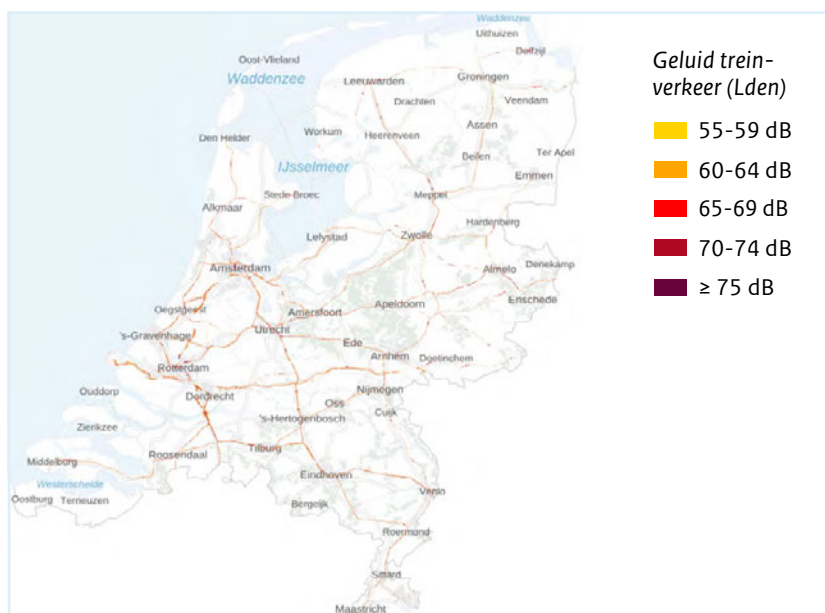 Waddenzee
Uithuizen
Delfzijl
Oost-Vlieland
Waddenzee
Leeuwarden
Groningen
Drachten
Veendam
Den Helder
Workum
Heerenveen
Assen
IJsselmeer
Beilen
Ter Apel
Emmen
Stede-Broec
Meppel
Alkmaar
Hardenberg
Lelystad
Zwolle
Amsterdam
Almelo
Denekamp
Enschede
Oegstgeest
Amersfoort
Apeldoorn
's-Gravenhage
Utrecht
Ede
Arnhem
Doetinchem
Rotterdam
Ouddorp
Dordrecht
Nijmegen
Oss
Cuijk
Zierikzee
's-Hertogenbosch
Middelburg
Roosendaal
Tilburg
Westerschelde
Eindhoven
Oostburg
Terneuzen
Bergeijk
Venlo
Roermond
Sittard
Maastricht
Geluid trein-
verkeer (Lden)
55-59 dB
60-64 dB
65-69 dB
70-74 dB
≥ 75 dB